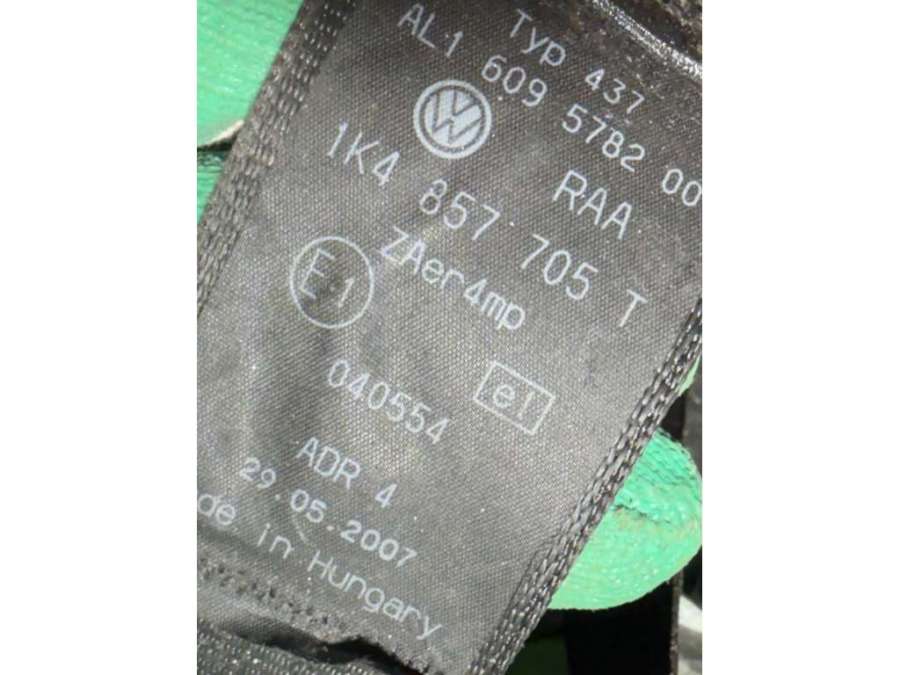 Typ 437
AL1 609 5782 00
VW
1K4 857 705 T
RAA
ZAer4mp
E1
e1
040554
ADR 4
29.05.2007
de in Hungary